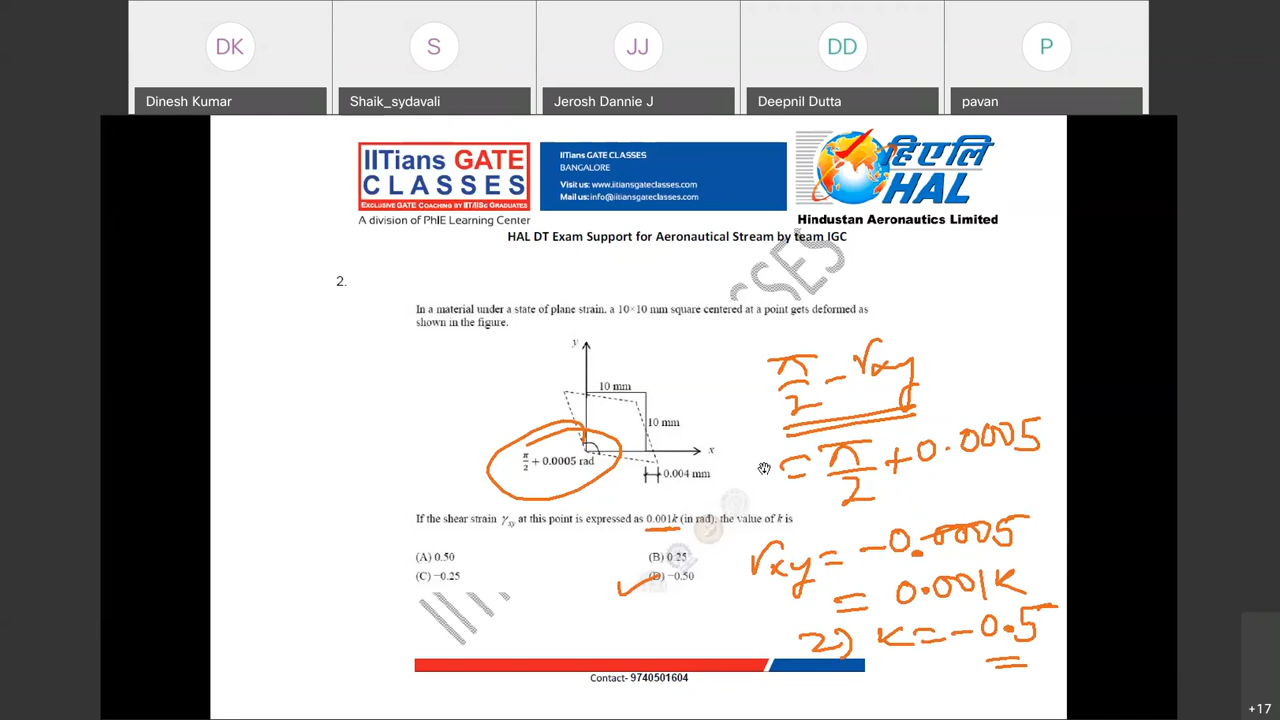 DK
S
JJ
DD
P
Dinesh Kumar
Shaik_sydavali
Jerosh Dannie J
Deepnil Dutta
pavan
IITians GATE
CLASSES
EXCLUSIVE GATE COACHING BY IIT/IISc GRADUATES
A division of PhIE Learning Center
IITians GATE CLASSES
BANGALORE
Visit us: www.iitiansgateclasses.com
Mail us: info@iitiansgateclasses.com
हिएलि
HAL
Hindustan Aeronautics Limited
HAL DT Exam Support for Aeronautical Stream by team IGC
2.
In a material under a state of plane strain, a 10×10 mm square centered at a point gets deformed as
shown in the figure.
y
10 mm
10 mm
x
π/2 + 0.0005 rad
0.004 mm
If the shear strain γxy at this point is expressed as 0.001k (in rad), the value of k is
(A) 0.50
(B) 0.25
(C) −0.25
(D) −0.50
π/2 − γxy
= π/2 + 0.0005
γxy = −0.0005
= 0.001K
=> K = −0.5
SSES
Contact- 9740501604
+17